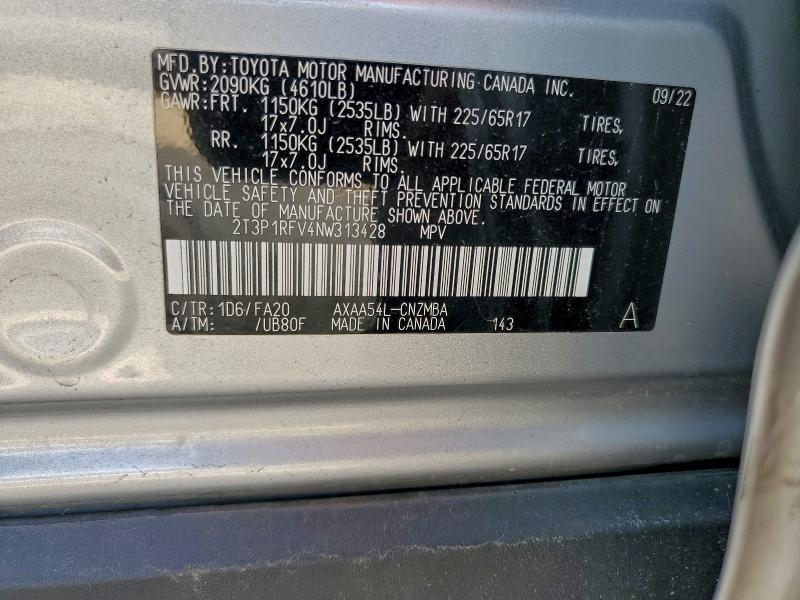 MFD. BY: TOYOTA MOTOR MANUFACTURING CANADA INC. 09/22
GVWR: 2090KG (4610LB)
GAWR: FRT. 1150KG (2535LB) WITH 225/65R17 TIRES,
17x7.0J RIMS.
RR. 1150KG (2535LB) WITH 225/65R17 TIRES,
17x7.0J RIMS.
THIS VEHICLE CONFORMS TO ALL APPLICABLE FEDERAL MOTOR
VEHICLE SAFETY AND THEFT PREVENTION STANDARDS IN EFFECT ON
THE DATE OF MANUFACTURE SHOWN ABOVE.
2T3P1RFV4NW313428 MPV
C/TR: 1D6/FA20 AXAA54L-CNZMBA
A/TM: /UB80F MADE IN CANADA 143 A